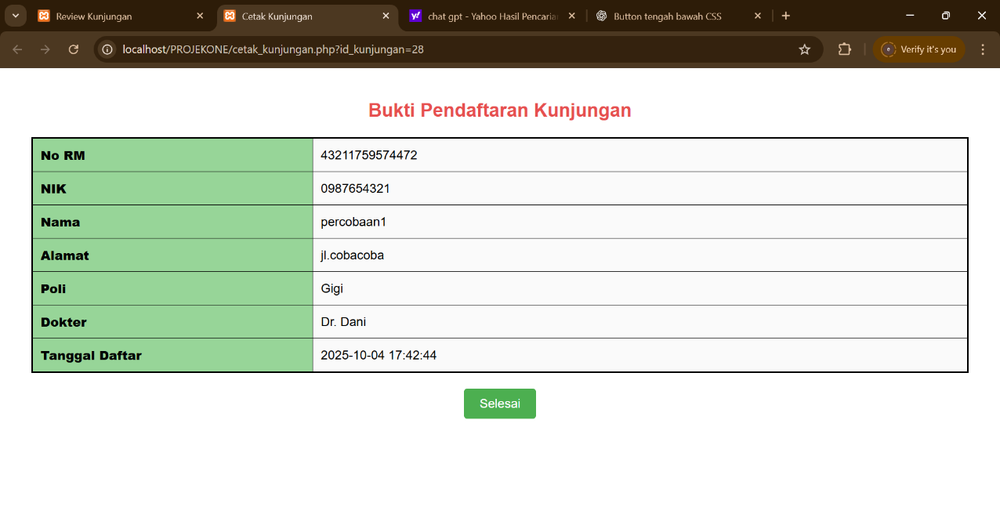 Review Kunjungan
Cetak Kunjungan
chat gpt - Yahoo Hasil Pencaria
Button tengah bawah CSS
localhost/PROJEKONE/cetak_kunjungan.php?id_kunjungan=28
Verify it's you
Bukti Pendaftaran Kunjungan
No RM 43211759574472
NIK 0987654321
Nama percobaan1
Alamat jl.cobacoba
Poli Gigi
Dokter Dr. Dani
Tanggal Daftar 2025-10-04 17:42:44
Selesai